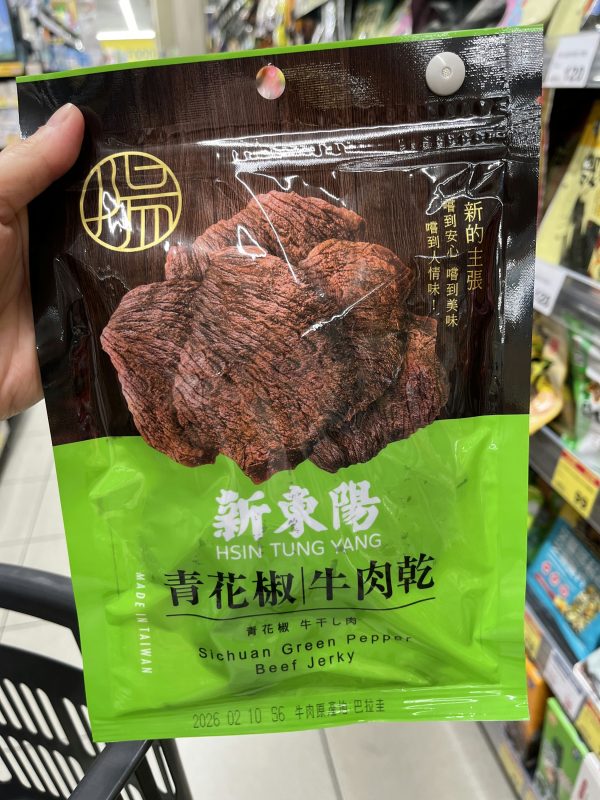 新的主張
嚐到安心 嚐到美味
嚐到人情味！
新東陽
HSIN TUNG YANG
青花椒|牛肉乾
青花椒 牛干し肉
Sichuan Green Pepper
Beef Jerky
MADE IN TAIWAN
2026 02 10 S6 牛肉原產地:巴拉圭